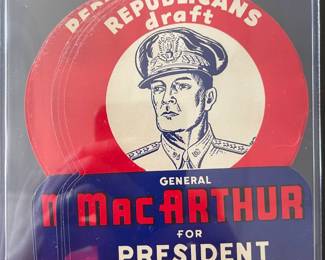 REPUBLICANS
draft
GENERAL
MACARTHUR
FOR
PRESIDENT